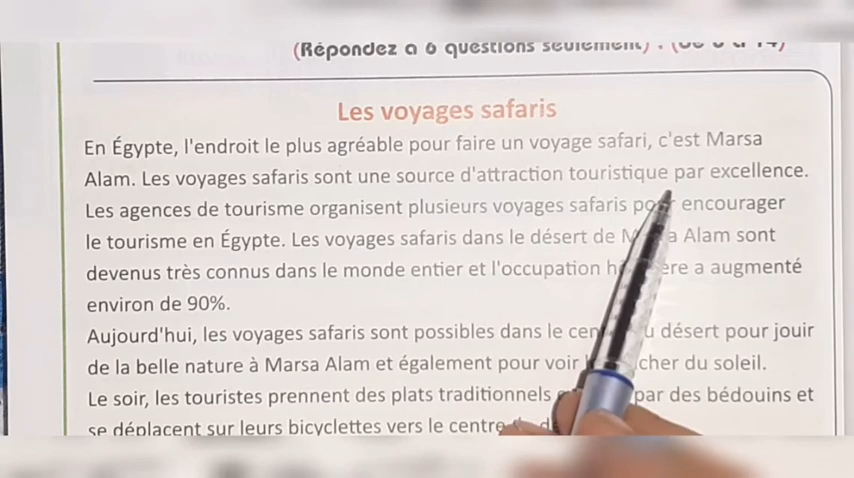 (Répondez a 6 questions seulement) : (de 6 à 14)
Les voyages safaris
En Égypte, l'endroit le plus agréable pour faire un voyage safari, c'est Marsa
Alam. Les voyages safaris sont une source d'attraction touristique par excellence.
Les agences de tourisme organisent plusieurs voyages safaris pour encourager
le tourisme en Égypte. Les voyages safaris dans le désert de Marsa Alam sont
devenus très connus dans le monde entier et l'occupation a augmenté
environ de 90%.
Aujourd'hui, les voyages safaris sont possibles dans le du désert pour jouir
de la belle nature à Marsa Alam et également pour voir du soleil.
Le soir, les touristes prennent des plats traditionnels par des bédouins et
se déplacent sur leurs bicyclettes vers le centre